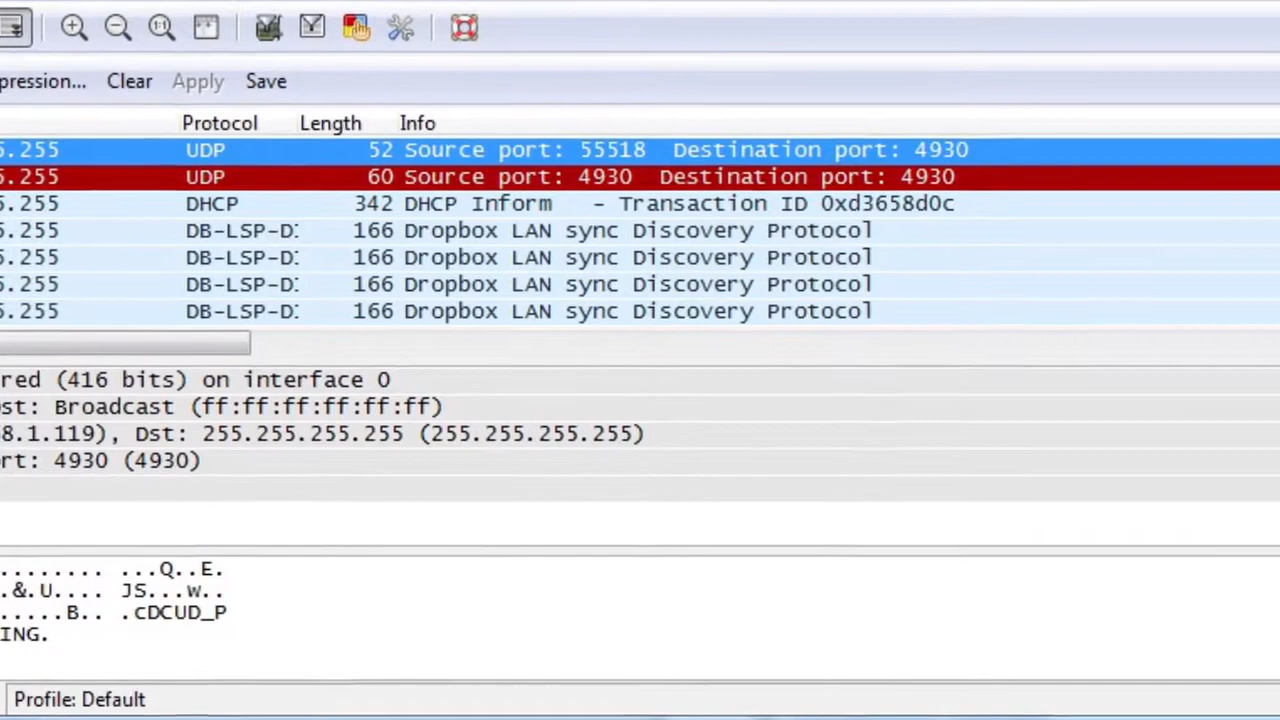 pression... Clear Apply Save
Protocol Length Info
5.255 UDP 52 Source port: 55518 Destination port: 4930
5.255 UDP 60 Source port: 4930 Destination port: 4930
5.255 DHCP 342 DHCP Inform - Transaction ID 0xd3658d0c
5.255 DB-LSP-D: 166 Dropbox LAN sync Discovery Protocol
5.255 DB-LSP-D: 166 Dropbox LAN sync Discovery Protocol
5.255 DB-LSP-D: 166 Dropbox LAN sync Discovery Protocol
5.255 DB-LSP-D: 166 Dropbox LAN sync Discovery Protocol
red (416 bits) on interface 0
st: Broadcast (ff:ff:ff:ff:ff:ff)
8.1.119), Dst: 255.255.255.255 (255.255.255.255)
rt: 4930 (4930)
........ ...Q..E.
.&.U.... JS...w..
.....B.. .cDCUD_P
ING.
Profile: Default